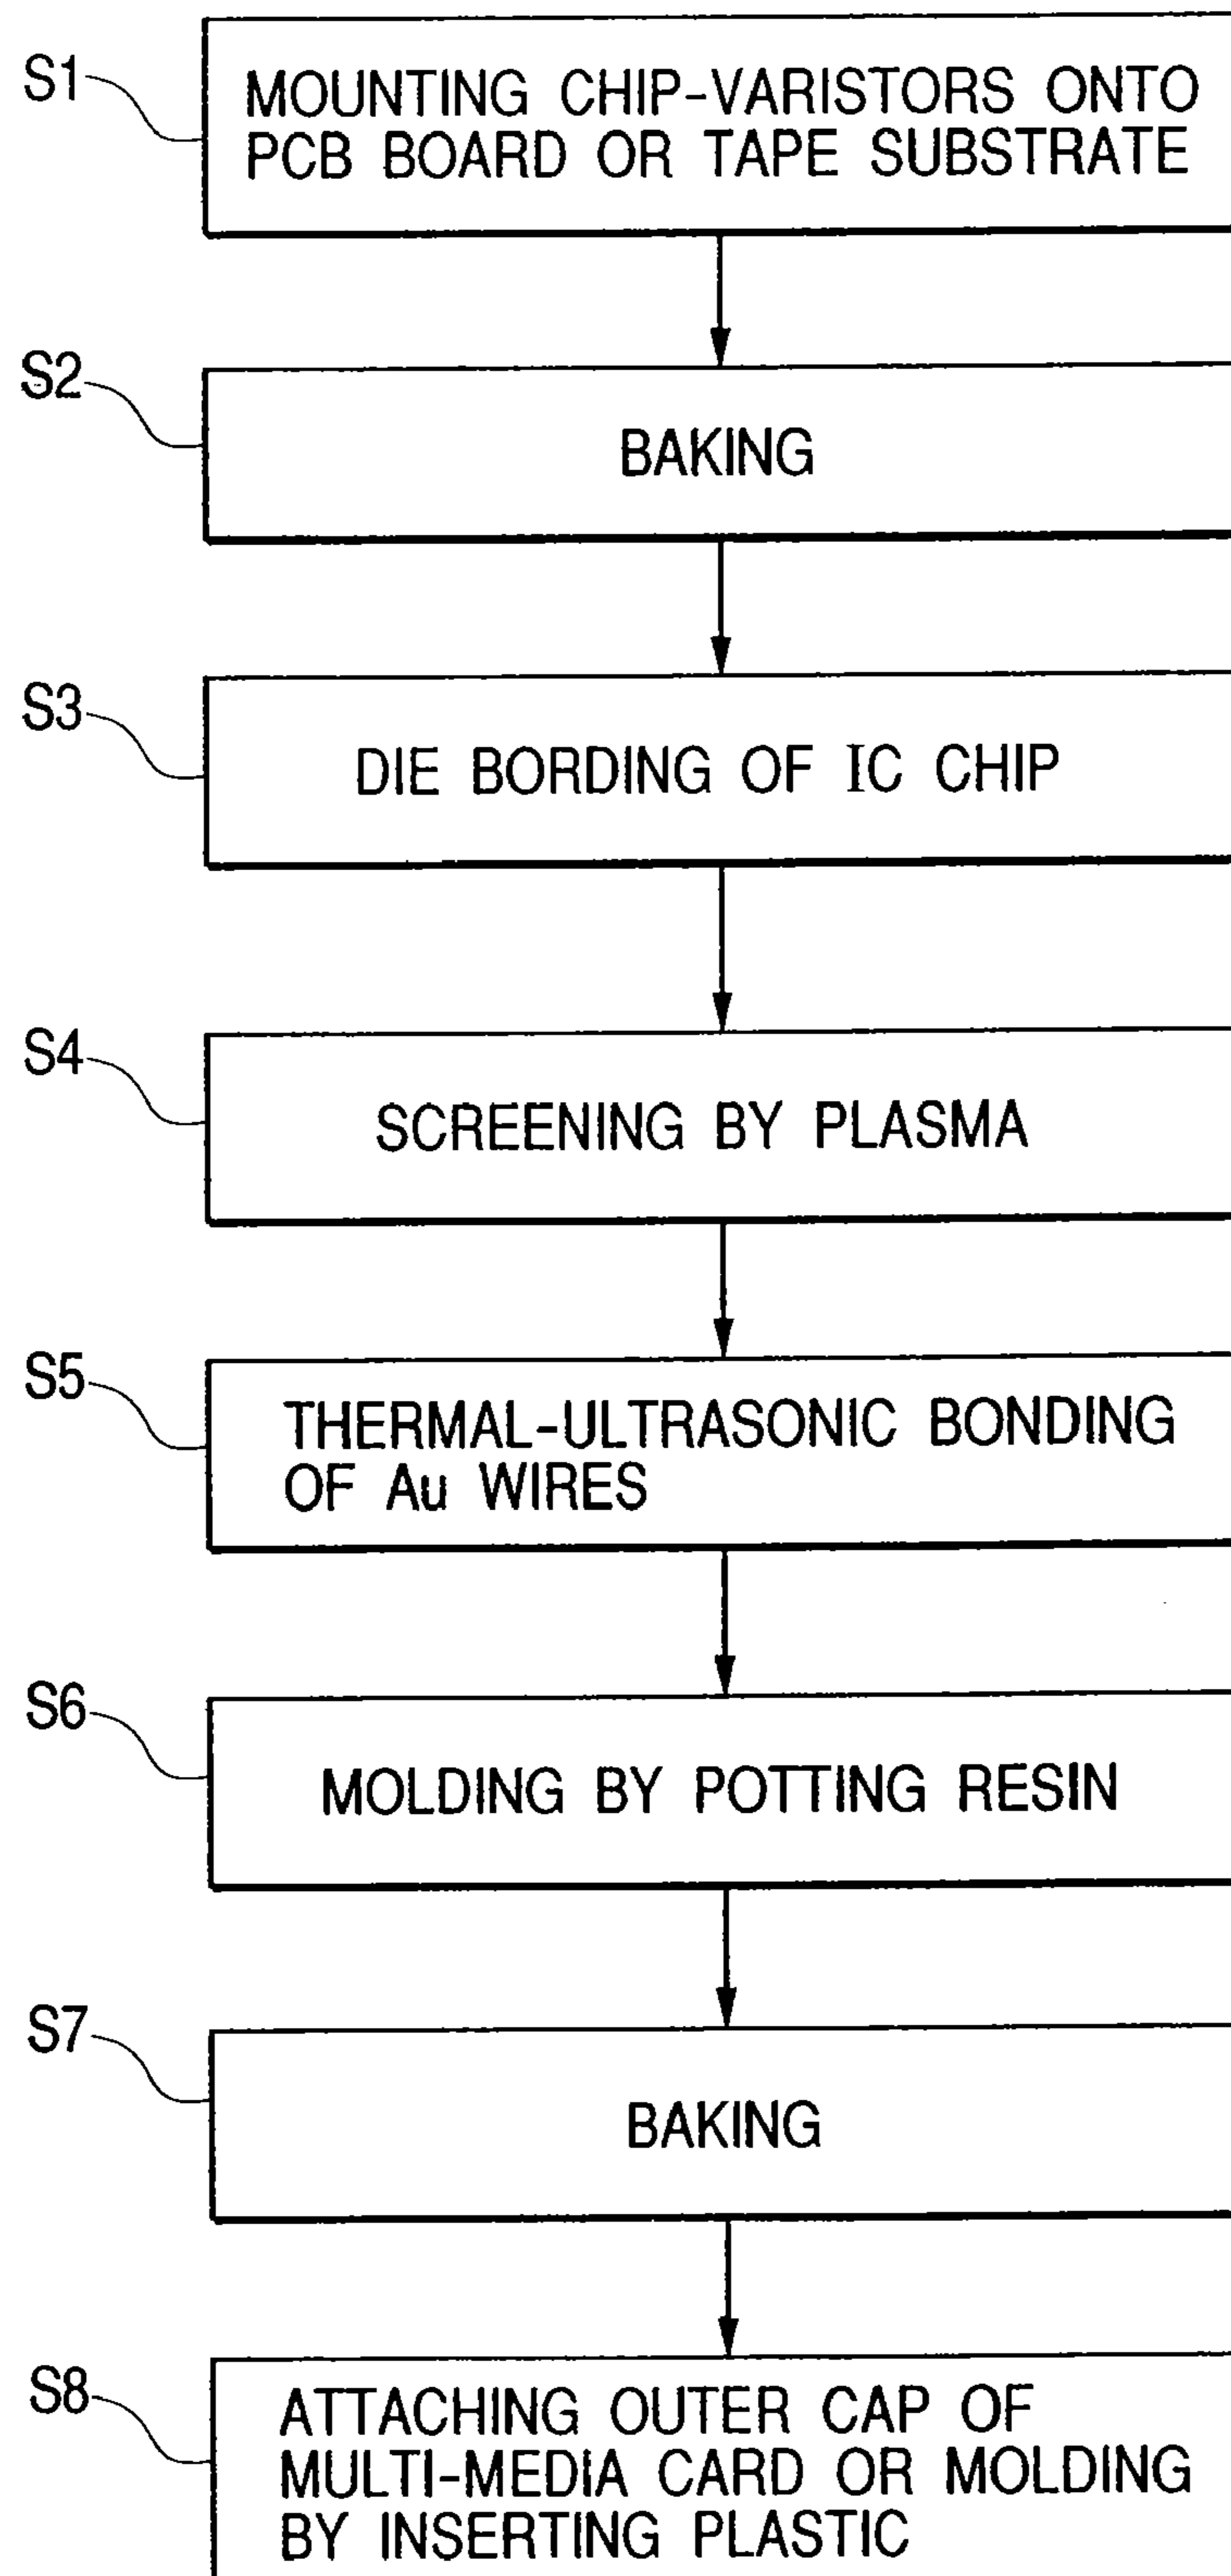 S1
MOUNTING CHIP-VARISTORS ONTO
PCB BOARD OR TAPE SUBSTRATE
S2
BAKING
S3
DIE BORDING OF IC CHIP
S4
SCREENING BY PLASMA
S5
THERMAL-ULTRASONIC BONDING
OF Au WIRES
S6
MOLDING BY POTTING RESIN
S7
BAKING
S8
ATTACHING OUTER CAP OF
MULTI-MEDIA CARD OR MOLDING
BY INSERTING PLASTIC